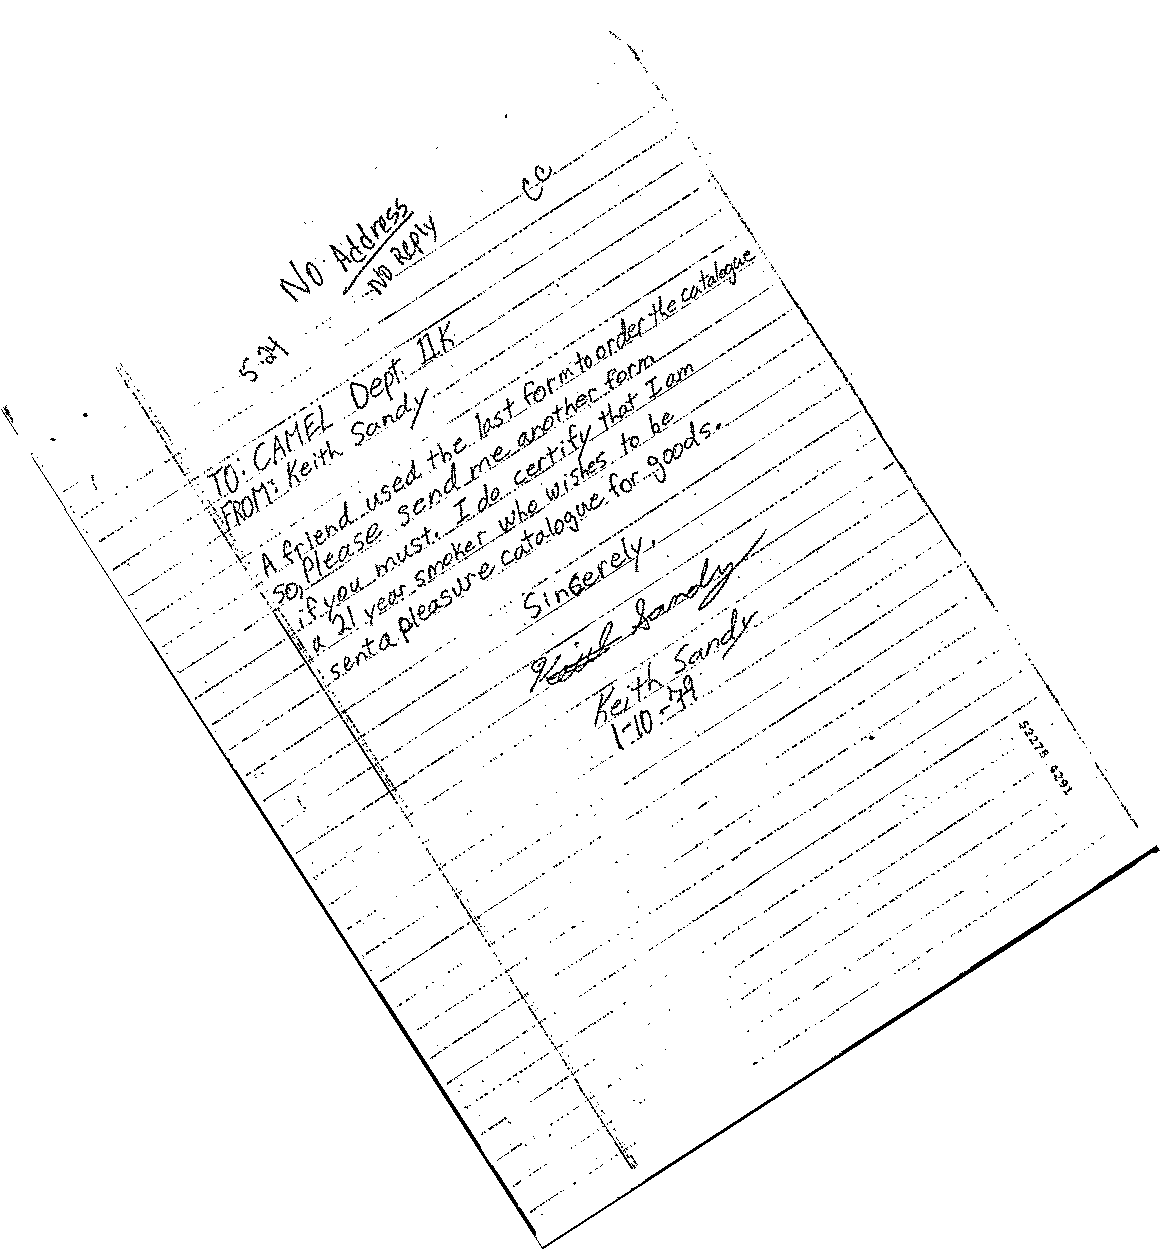 CC
No Address
No Reply
5.24
TO: CAMEL Dept. IIK
FROM: Keith Sandy
A friend used the last form to order the catalogue
so, please send me another form
if you must. I do certify that I am
a 21 year smoker who wishes to be
sent a pleasure catalogue for goods.
Sincerely,
Keith Sandy
Keith Sandy
1-10-79
52278 4291